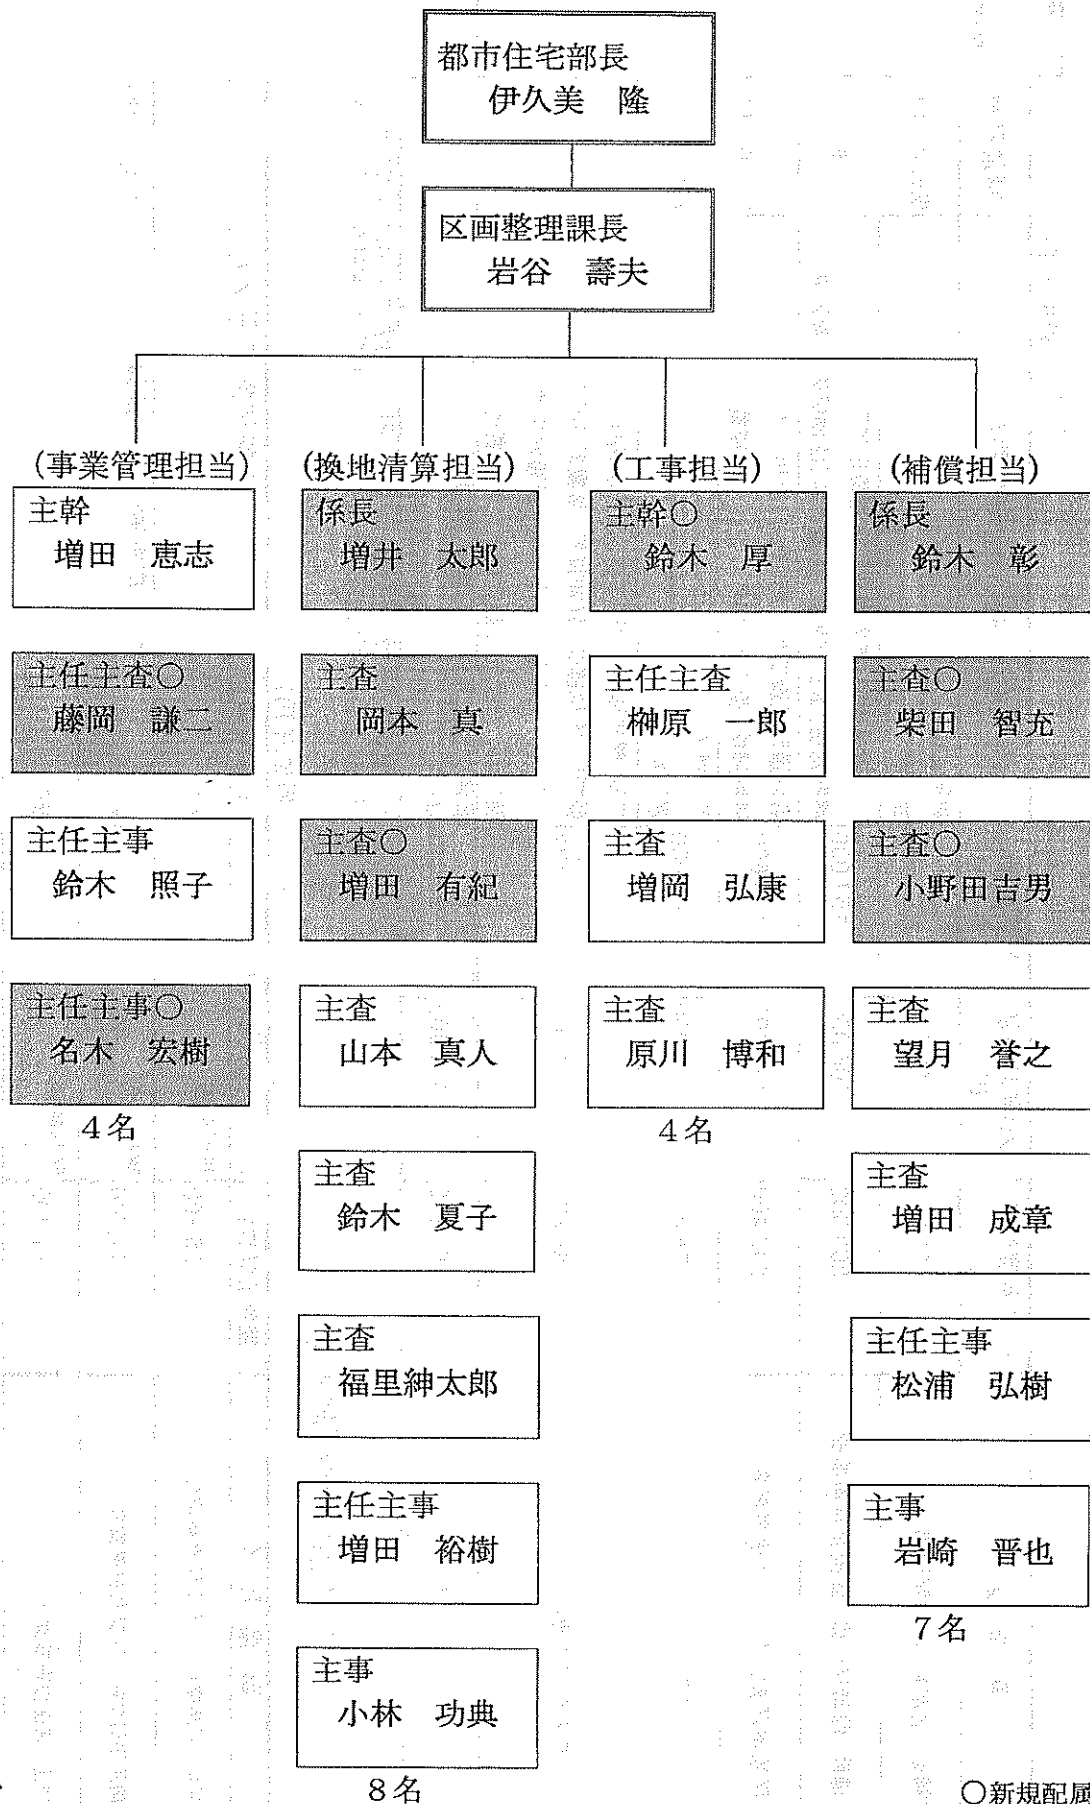 都市住宅部長
伊久美　隆
区画整理課長
岩谷　壽夫
(事業管理担当)
主幹
増田　恵志
主任主査○
藤岡　謙二
主任主事
鈴木　照子
主任主事○
名木　宏樹
4名
(換地清算担当)
係長
増井　太郎
主査
岡本　真
主査○
増田　有紀
主査
山本　真人
主査
鈴木　夏子
主査
福里紳太郎
主任主事
増田　裕樹
主事
小林　功典
8名
(工事担当)
主幹○
鈴木　厚
主任主査
榊原　一郎
主査
増岡　弘康
主査
原川　博和
4名
(補償担当)
係長
鈴木　彰
主査○
柴田　智充
主査○
小野田吉男
主査
望月　誉之
主査
増田　成章
主任主事
松浦　弘樹
主事
岩崎　晋也
7名
○新規配属